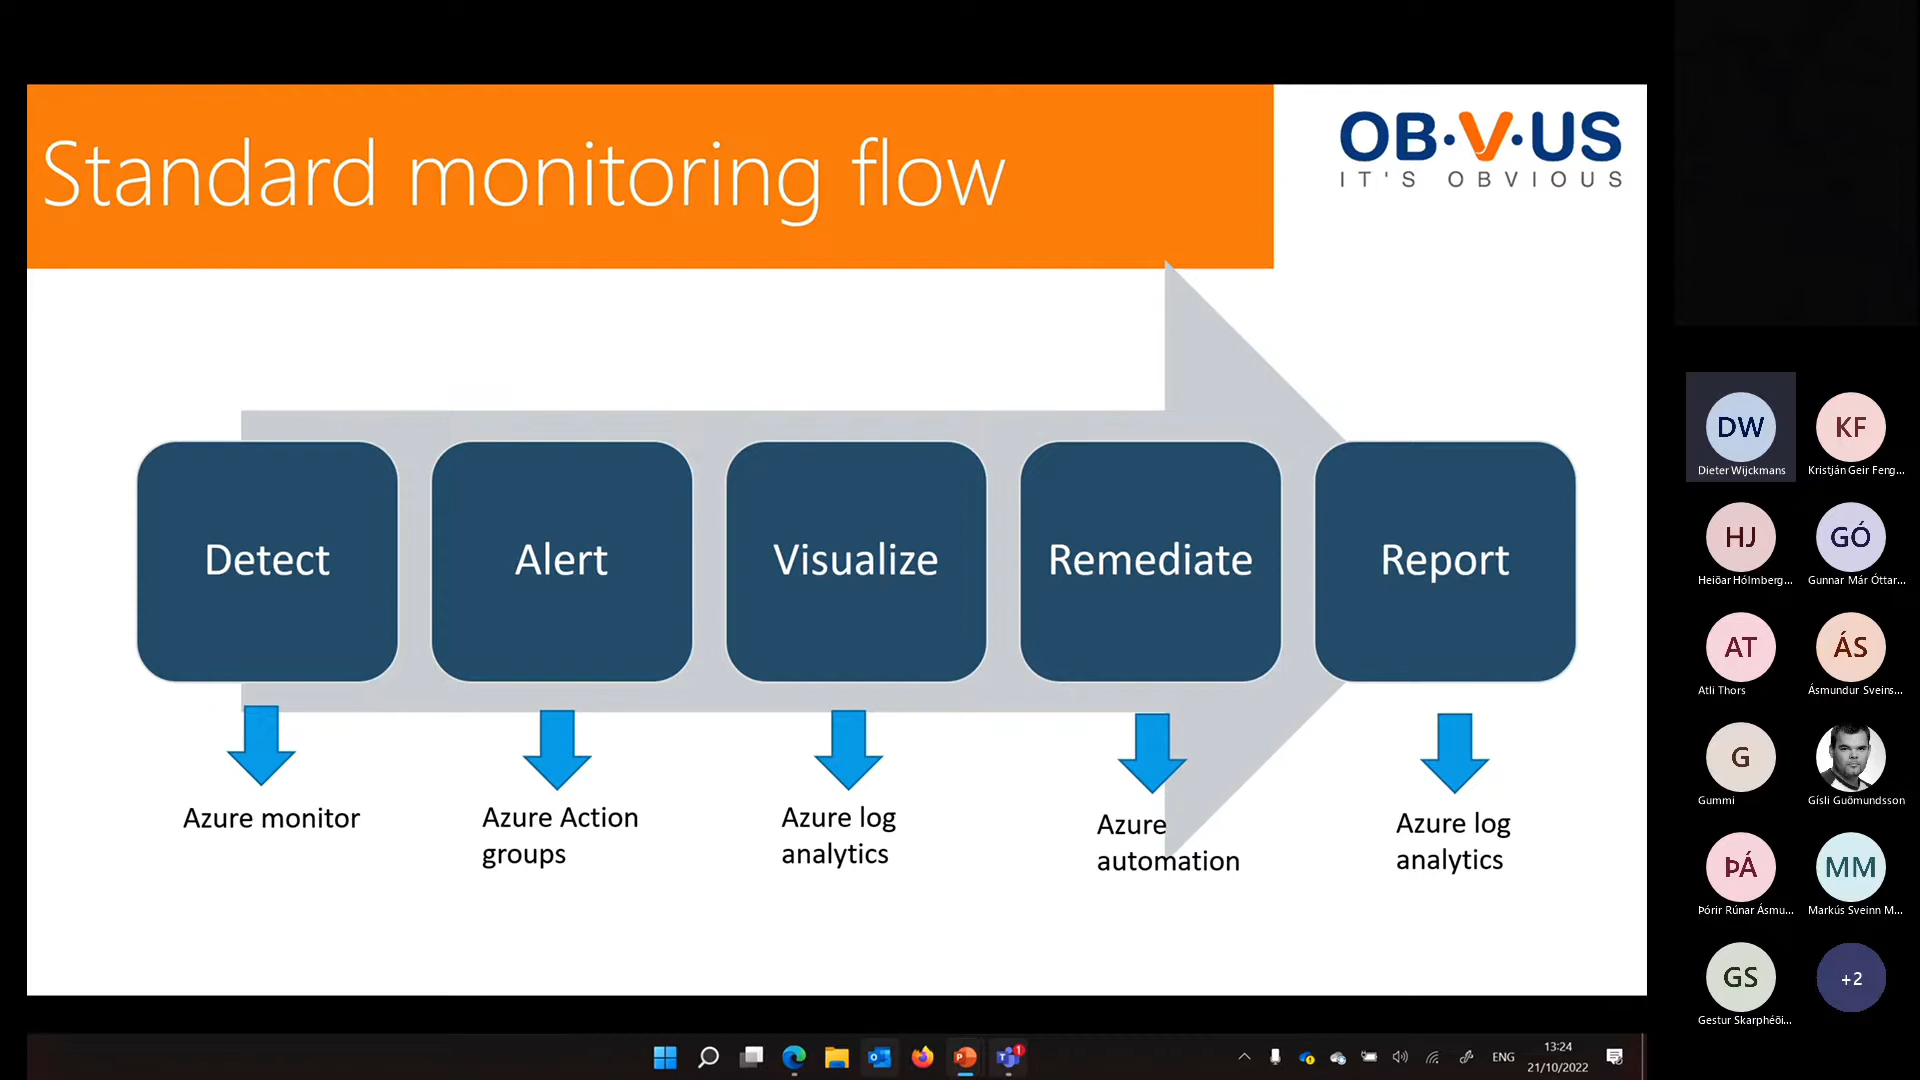 Standard monitoring flow
OB·V·US
IT'S OBVIOUS
Detect
Alert
Visualize
Remediate
Report
Azure monitor
Azure Action
groups
Azure log
analytics
Azure
automation
Azure log
analytics
DW
Dieter Wijckmans
KF
Kristján Geir Feng...
HJ
Heiðar Hólmberg...
GÓ
Gunnar Már Óttar...
AT
Atli Thors
ÁS
Ásmundur Sveins...
G
Gummi
Gísli Guðmundsson
ÞÁ
Þórir Rúnar Ásmu...
MM
Markús Sveinn M...
GS
Gestur Skarphéði...
+2
1
ENG
13:24
21/10/2022